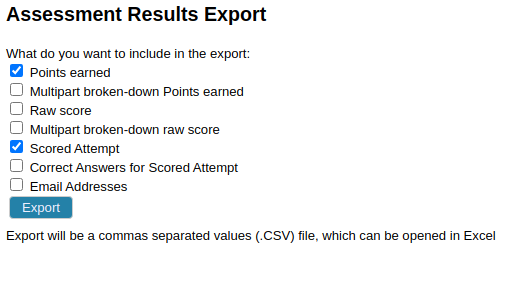 Assessment Results Export
What do you want to include in the export:
Points earned
Multipart broken-down Points earned
Raw score
Multipart broken-down raw score
Scored Attempt
Correct Answers for Scored Attempt
Email Addresses
Export
Export will be a commas separated values (.CSV) file, which can be opened in Excel